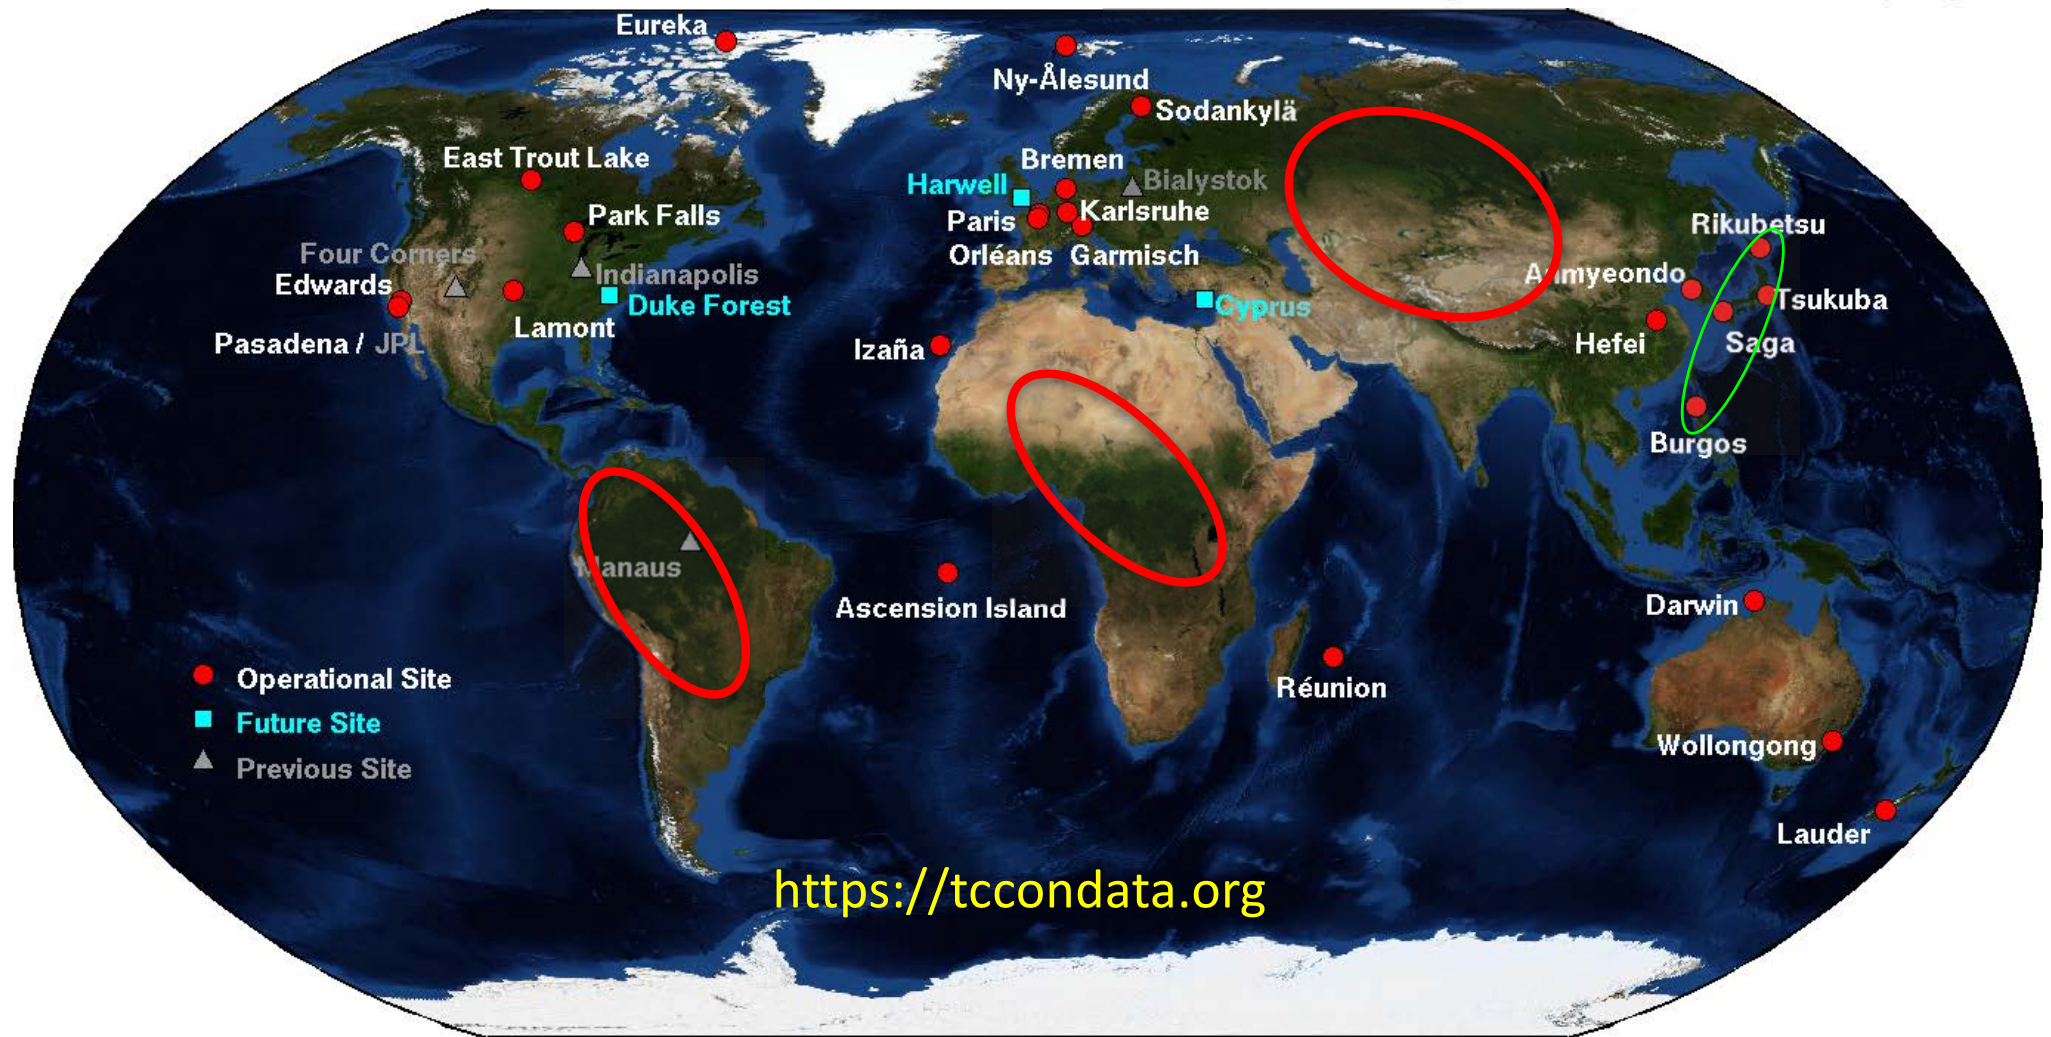 Eureka
Ny-Ålesund
Sodankylä
East Trout Lake
Bremen
Harwell
Bialystok
Park Falls
Paris
Karlsruhe
Rikubetsu
Four Corners
Orléans
Garmisch
Indianapolis
Anmyeondo
Edwards
Duke Forest
Cyprus
Tsukuba
Lamont
Pasadena / JPL
Izaña
Hefei
Saga
Burgos
Manaus
Ascension Island
Darwin
Operational Site
Réunion
Future Site
Wollongong
Previous Site
Lauder
https://tccondata.org